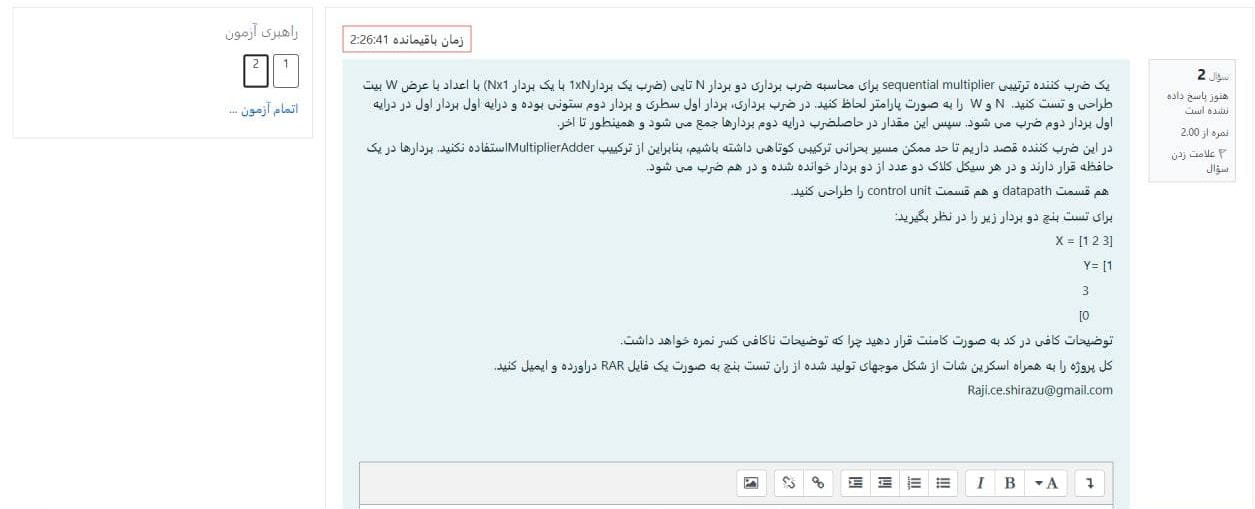 راهبری آزمون
1
2
اتمام آزمون ...
زمان باقیمانده 2:26:41
سؤال 2
هنوز پاسخ داده
نشده است
نمره از 2.00
علامت زدن
سؤال
یک ضرب کننده ترتیبی sequential multiplier برای محاسبه ضرب برداری دو بردار N تایی (ضرب یک بردار1xN با یک بردار Nx1) با اعداد با عرض W بیت
طراحی و تست کنید. N و W را به صورت پارامتر لحاظ کنید. در ضرب برداری، بردار اول سطری و بردار دوم ستونی بوده و درایه اول بردار اول در درایه
اول بردار دوم ضرب می شود. سپس این مقدار در حاصلضرب درایه دوم بردارها جمع می شود و همینطور تا اخر.
در این ضرب کننده قصد داریم تا حد ممکن مسیر بحرانی ترکیبی کوتاهی داشته باشیم، بنابراین از ترکیب MultiplierAdderاستفاده نکنید. بردارها در یک
حافظه قرار دارند و در هر سیکل کلاک دو عدد از دو بردار خوانده شده و در هم ضرب می شود.
هم قسمت datapath و هم قسمت control unit را طراحی کنید.
برای تست بنچ دو بردار زیر را در نظر بگیرید:
X = [1 2 3]
Y= [1
3
0]
توضیحات کافی در کد به صورت کامنت قرار دهید چرا که توضیحات ناکافی کسر نمره خواهد داشت.
کل پروژه را به همراه اسکرین شات از شکل موجهای تولید شده از ران تست بنچ به صورت یک فایل RAR دراورده و ایمیل کنید.
Raji.ce.shirazu@gmail.com
A B I